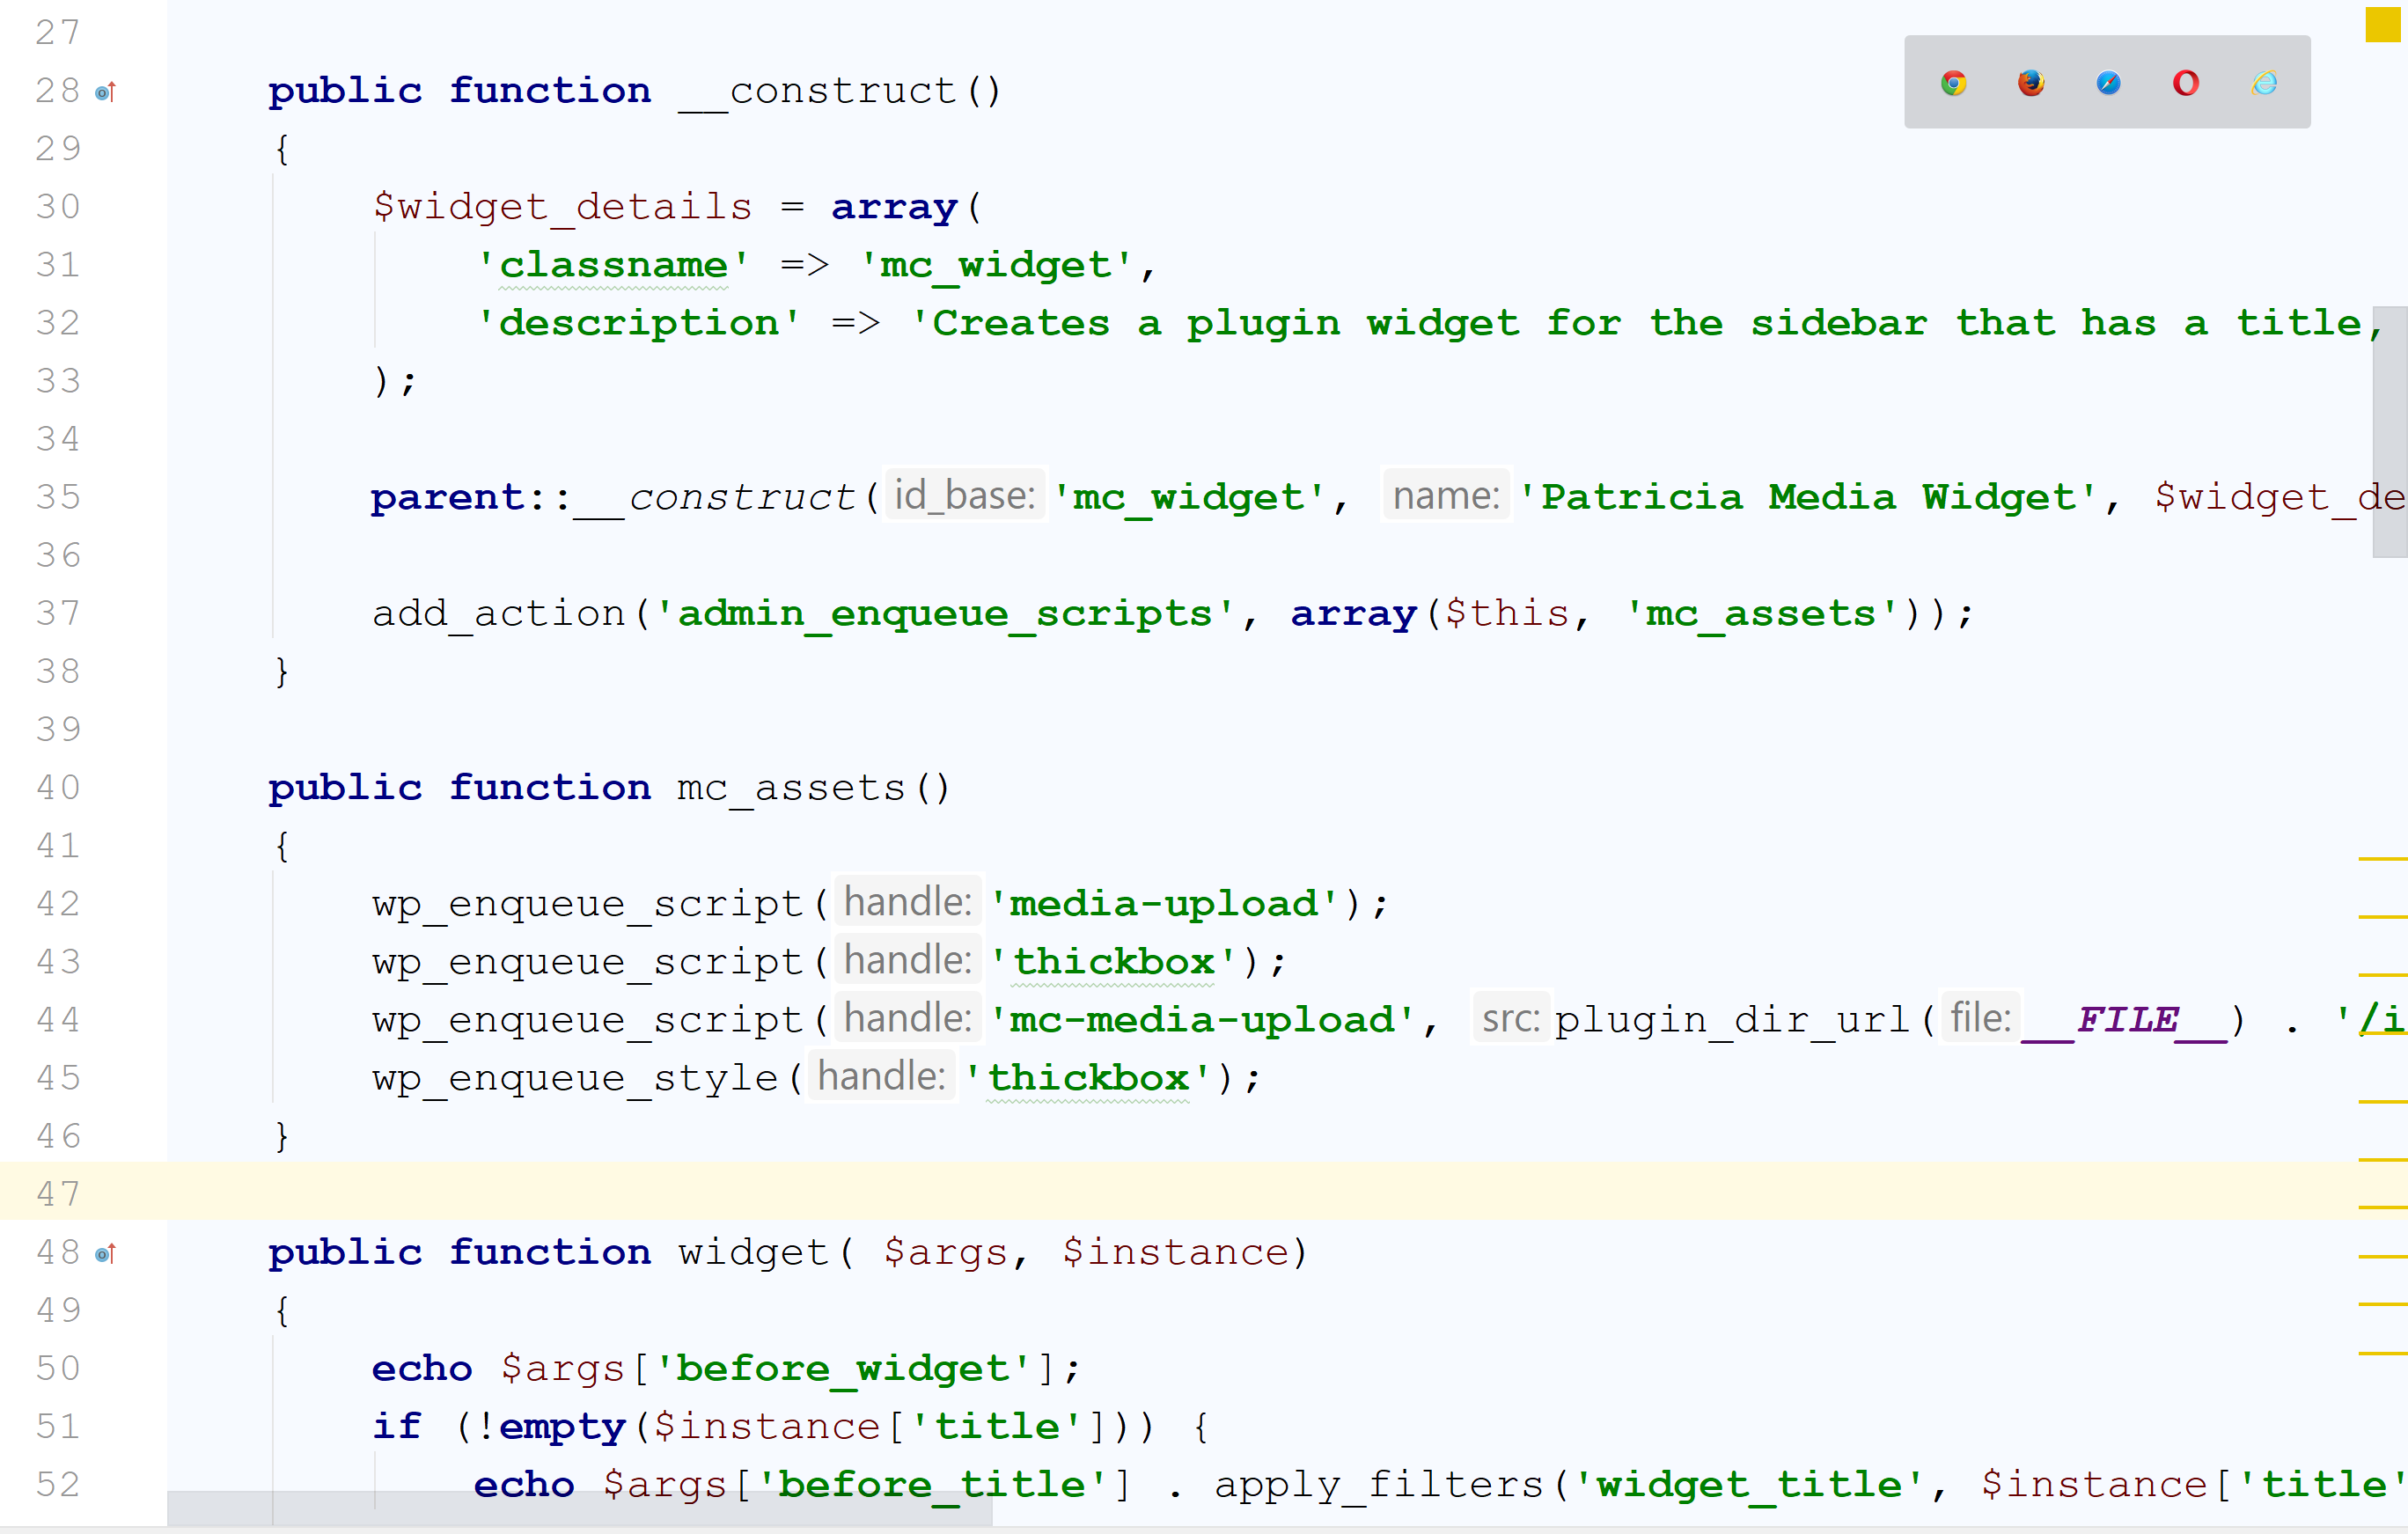 27
28 public function __construct()
29 {
30 $widget_details = array(
31 'classname' => 'mc_widget',
32 'description' => 'Creates a plugin widget for the sidebar that has a title,
33 );
34
35 parent::__construct( id_base: 'mc_widget', name: 'Patricia Media Widget', $widget_de
36
37 add_action('admin_enqueue_scripts', array($this, 'mc_assets'));
38 }
39
40 public function mc_assets()
41 {
42 wp_enqueue_script( handle: 'media-upload');
43 wp_enqueue_script( handle: 'thickbox');
44 wp_enqueue_script( handle: 'mc-media-upload', src: plugin_dir_url( file: __FILE__) . '/i
45 wp_enqueue_style( handle: 'thickbox');
46 }
47
48 public function widget( $args, $instance)
49 {
50 echo $args['before_widget'];
51 if (!empty($instance['title'])) {
52 echo $args['before_title'] . apply_filters('widget_title', $instance['title'